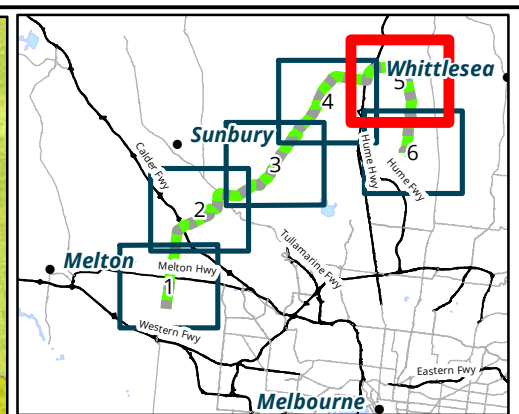 Whittlesea
5
4
Sunbury
Calder Fwy
Hume Hwy
6
3
Hume Fwy
2
Tullamarine Fwy
Melton
Melton Hwy
1
Western Fwy
Eastern Fwy
Melbourne